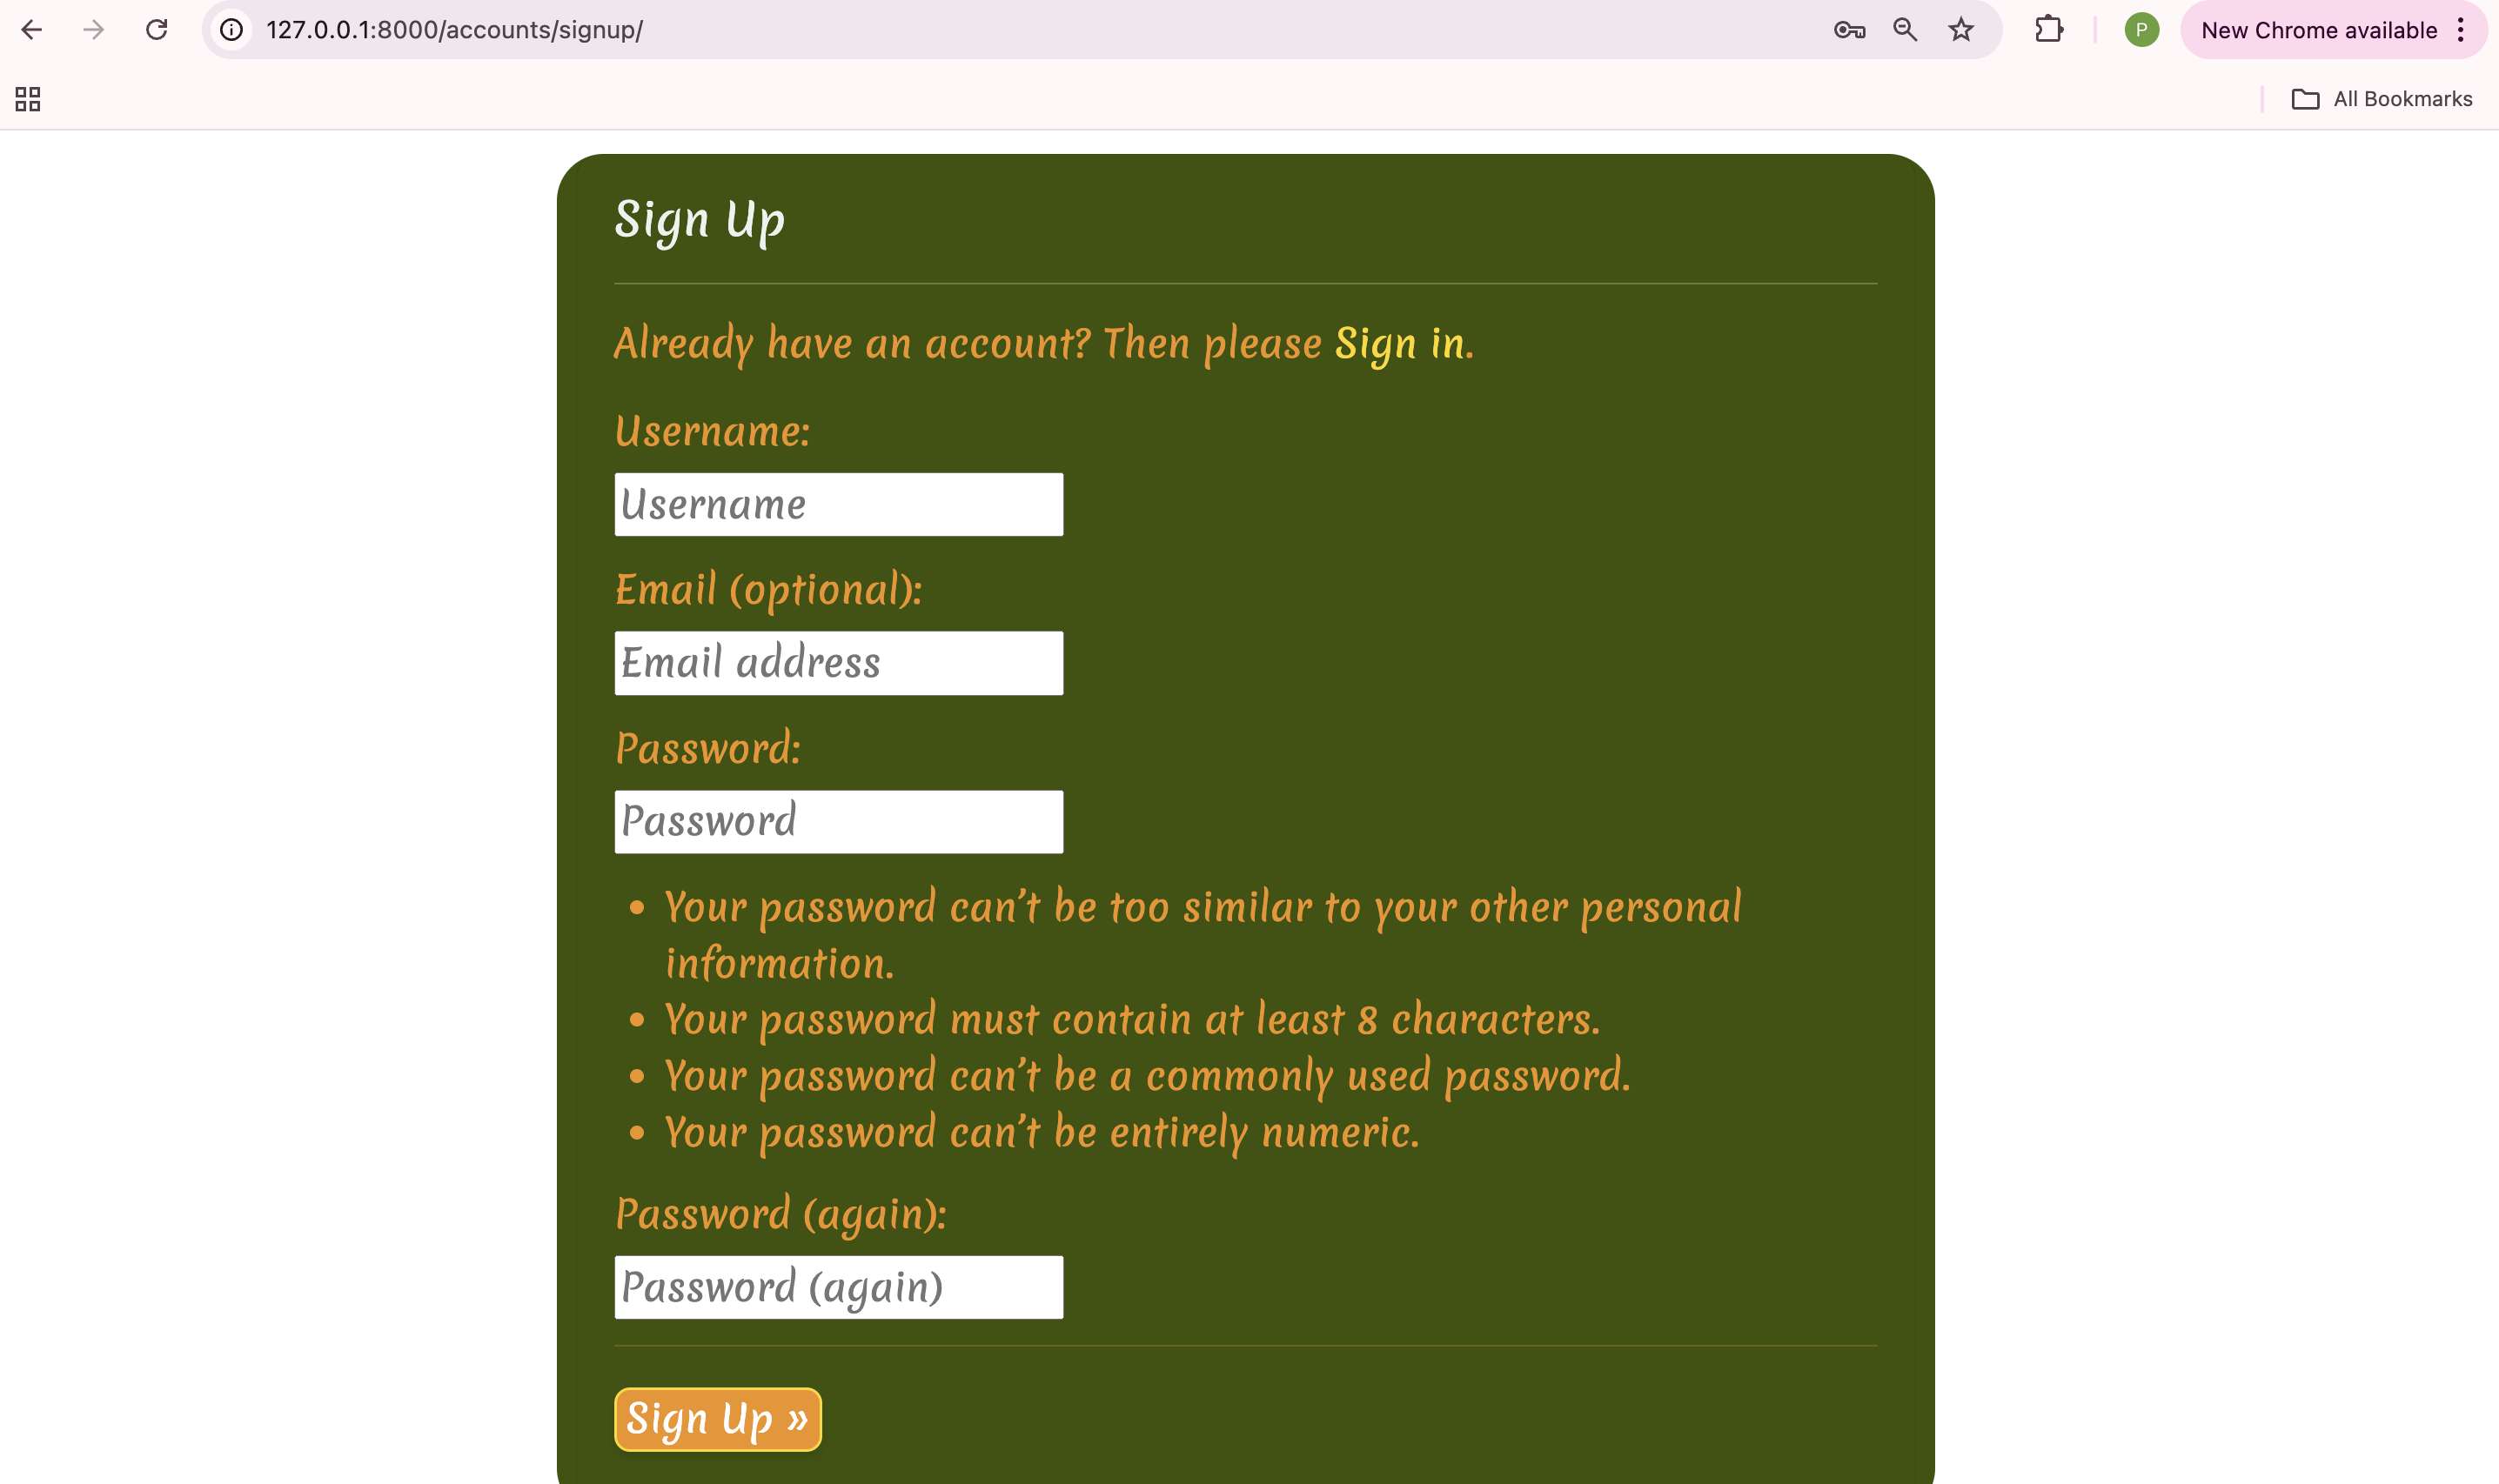 127.0.0.1:8000/accounts/signup/
P
New Chrome available
All Bookmarks
Sign Up
Already have an account? Then please Sign in.
Username:
Username
Email (optional):
Email address
Password:
Password
• Your password can’t be too similar to your other personal
information.
• Your password must contain at least 8 characters.
• Your password can’t be a commonly used password.
• Your password can’t be entirely numeric.
Password (again):
Password (again)
Sign Up »